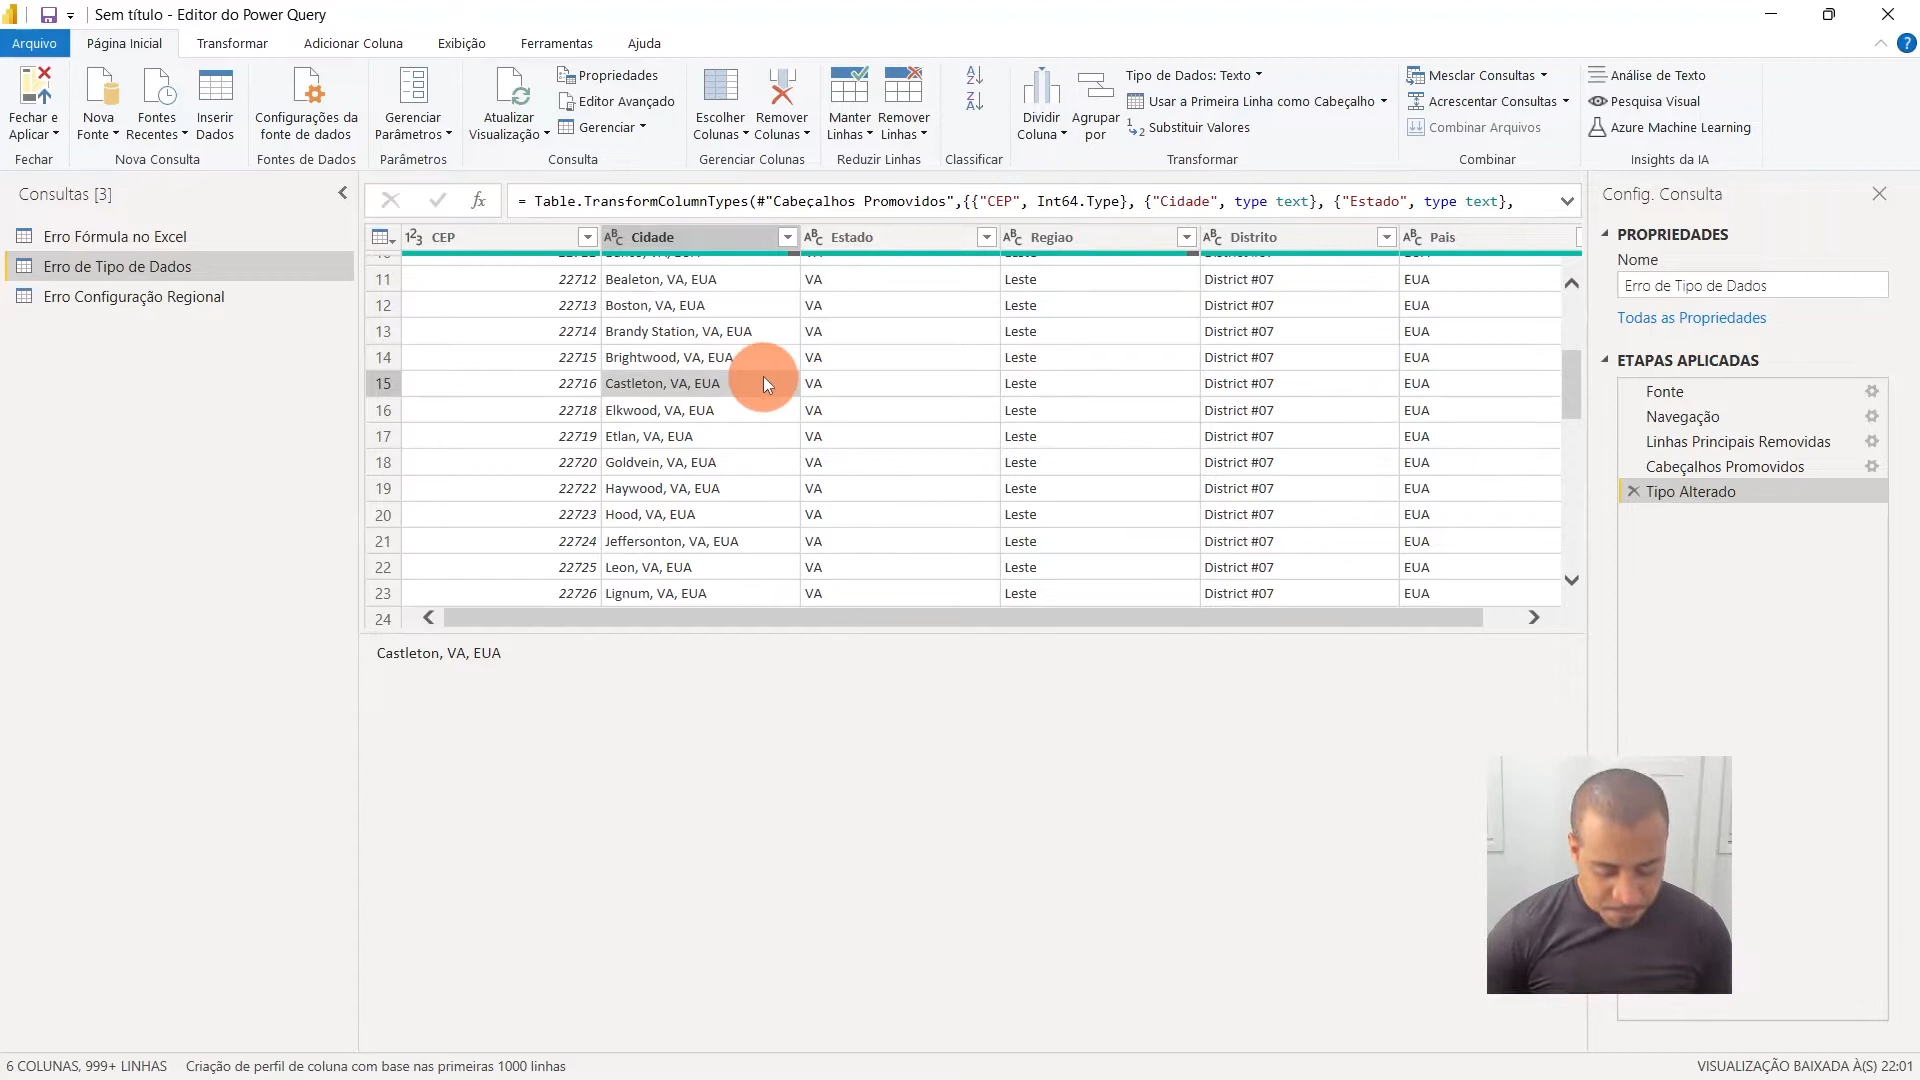 Sem título - Editor do Power Query
Arquivo Página Inicial Transformar Adicionar Coluna Exibição Ferramentas Ajuda
Fechar e Aplicar
Fechar
Nova Fonte
Fontes Recentes
Inserir Dados
Nova Consulta
Configurações da fonte de dados
Fontes de Dados
Gerenciar Parâmetros
Parâmetros
Atualizar Visualização
Propriedades
Editor Avançado
Gerenciar
Consulta
Escolher Colunas
Remover Colunas
Gerenciar Colunas
Manter Linhas
Remover Linhas
Reduzir Linhas
Classificar
Dividir Coluna
Agrupar por
Tipo de Dados: Texto
Usar a Primeira Linha como Cabeçalho
Substituir Valores
Transformar
Mesclar Consultas
Acrescentar Consultas
Combinar Arquivos
Combinar
Análise de Texto
Pesquisa Visual
Azure Machine Learning
Insights da IA
Consultas [3]
Erro Fórmula no Excel
Erro de Tipo de Dados
Erro Configuração Regional
fx = Table.TransformColumnTypes(#"Cabeçalhos Promovidos",{{"CEP", Int64.Type}, {"Cidade", type text}, {"Estado", type text},
123 CEP ABC Cidade ABC Estado ABC Regiao ABC Distrito ABC Pais
11 22712 Bealeton, VA, EUA VA Leste District #07 EUA
12 22713 Boston, VA, EUA VA Leste District #07 EUA
13 22714 Brandy Station, VA, EUA VA Leste District #07 EUA
14 22715 Brightwood, VA, EUA VA Leste District #07 EUA
15 22716 Castleton, VA, EUA VA Leste District #07 EUA
16 22718 Elkwood, VA, EUA VA Leste District #07 EUA
17 22719 Etlan, VA, EUA VA Leste District #07 EUA
18 22720 Goldvein, VA, EUA VA Leste District #07 EUA
19 22722 Haywood, VA, EUA VA Leste District #07 EUA
20 22723 Hood, VA, EUA VA Leste District #07 EUA
21 22724 Jeffersonton, VA, EUA VA Leste District #07 EUA
22 22725 Leon, VA, EUA VA Leste District #07 EUA
23 22726 Lignum, VA, EUA VA Leste District #07 EUA
24
Castleton, VA, EUA
Config. Consulta
PROPRIEDADES
Nome
Erro de Tipo de Dados
Todas as Propriedades
ETAPAS APLICADAS
Fonte
Navegação
Linhas Principais Removidas
Cabeçalhos Promovidos
Tipo Alterado
6 COLUNAS, 999+ LINHAS Criação de perfil de coluna com base nas primeiras 1000 linhas VISUALIZAÇÃO BAIXADA À(S) 22:01